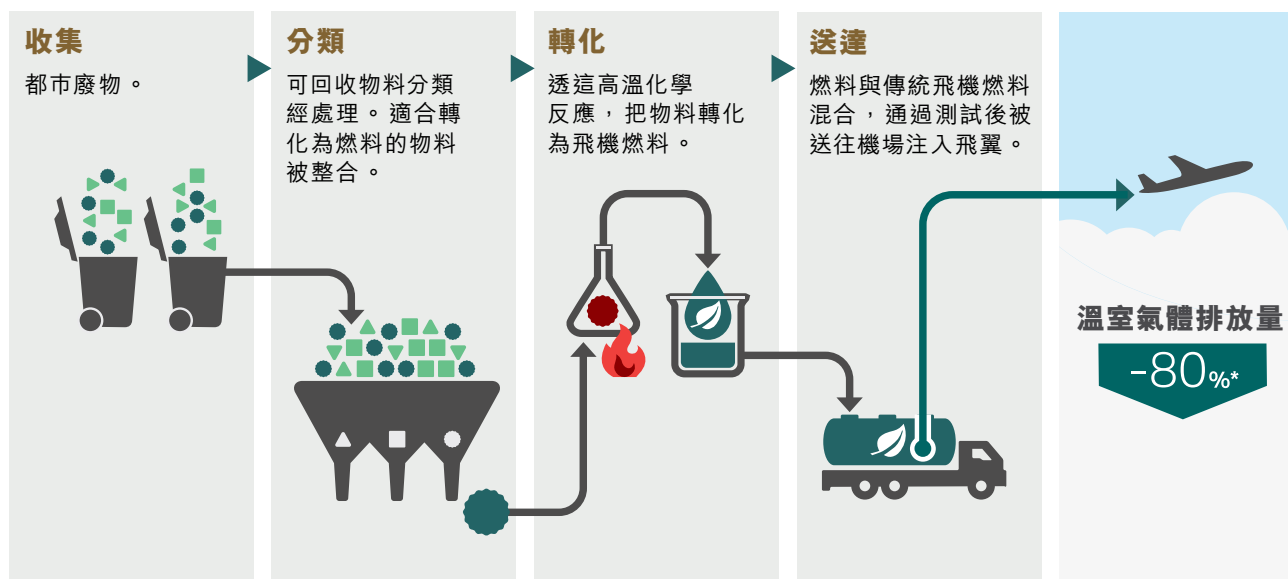 收集
都市廢物。
分類
可回收物料分類
經處理。適合轉
化為燃料的物料
被整合。
轉化
透這高溫化學
反應，把物料轉化
為飛機燃料。
送達
燃料與傳統飛機燃料
混合，通過測試後被
送往機場注入飛翼。
溫室氣體排放量
-80%*